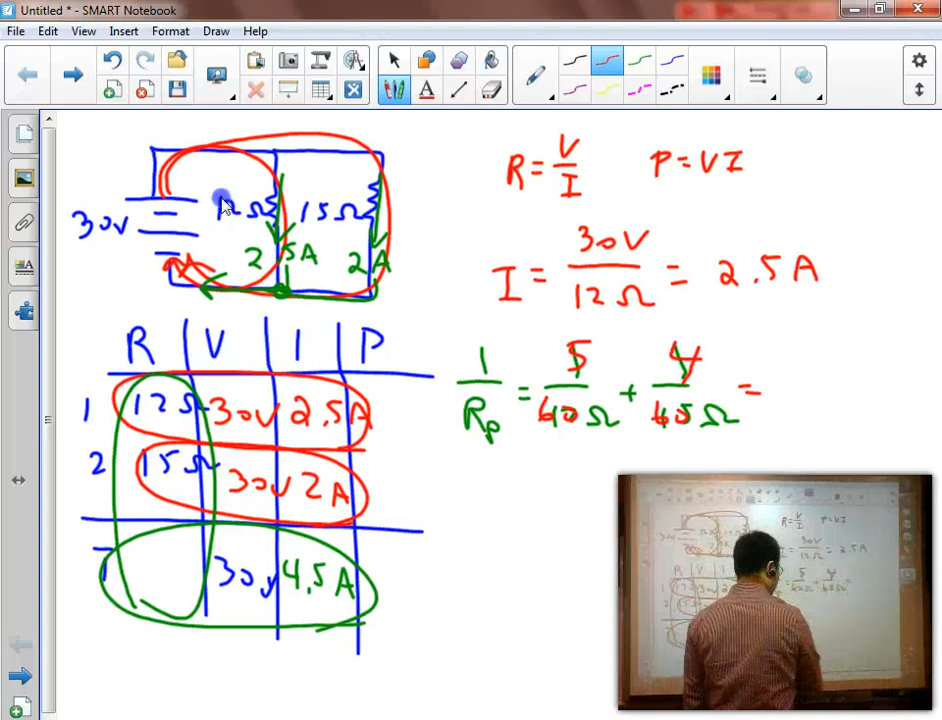 Untitled * - SMART Notebook
File Edit View Insert Format Draw Help
R = V/I P = VI
30V 12Ω 15Ω
2.5A 2A
I = 30V/12Ω = 2.5A
R V I P
1 12Ω 30V 2.5A
2 15Ω 30V 2A
T 30V 4.5A
1/Rp = 5/60Ω + 4/60Ω =